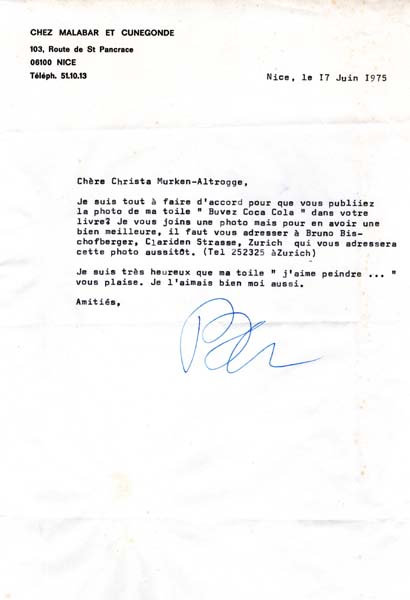 CHEZ MALABAR ET CUNEGONDE
103, Route de St Pancrace
06100 NICE
Téléph. 51.10.13
Nice, le 17 Juin 1975
Chère Christa Murken-Altrogge,
Je suis tout à faire d'accord pour que vous publiiez
la photo de ma toile " Buvez Coca Cola " dans votre
livre? Je vous joins une photo mais pour en avoir une
bien meilleure, il faut vous adresser à Bruno Bis-
chofberger, Clariden Strasse, Zurich qui vous adressera
cette photo aussitôt. (Tel 252325 àZurich)
Je suis très heureux que ma toile " j'aime peindre ... "
vous plaise. Je l'aimais bien moi aussi.
Amitiés,